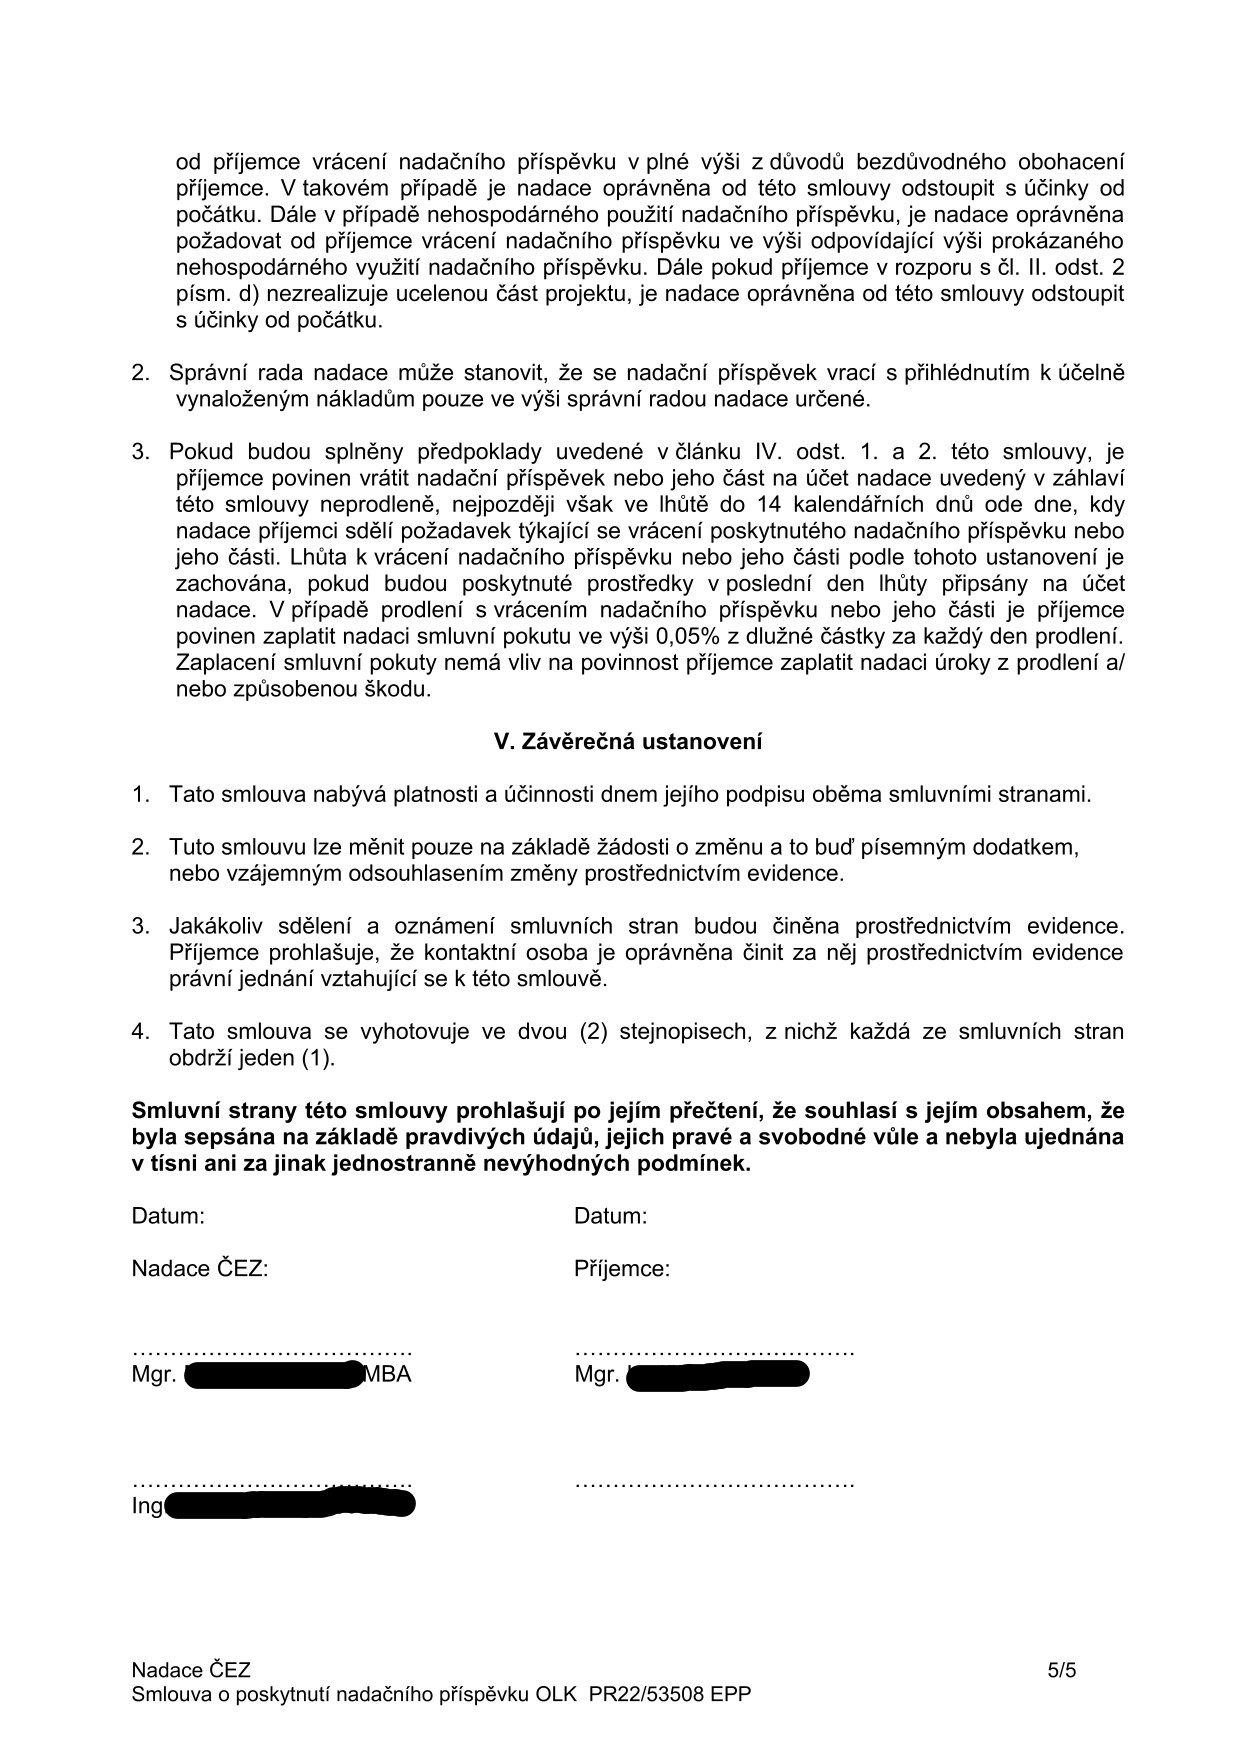 od příjemce vrácení nadačního příspěvku v plné výši z důvodů bezdůvodného obohacení
příjemce. V takovém případě je nadace oprávněna od této smlouvy odstoupit s účinky od
počátku. Dále v případě nehospodárného použití nadačního příspěvku, je nadace oprávněna
požadovat od příjemce vrácení nadačního příspěvku ve výši odpovídající výši prokázaného
nehospodárného využití nadačního příspěvku. Dále pokud příjemce v rozporu s čl. II. odst. 2
písm. d) nezrealizuje ucelenou část projektu, je nadace oprávněna od této smlouvy odstoupit
s účinky od počátku.
2. Správní rada nadace může stanovit, že se nadační příspěvek vrací s přihlédnutím k účelně
vynaloženým nákladům pouze ve výši správní radou nadace určené.
3. Pokud budou splněny předpoklady uvedené v článku IV. odst. 1. a 2. této smlouvy, je
příjemce povinen vrátit nadační příspěvek nebo jeho část na účet nadace uvedený v záhlaví
této smlouvy neprodleně, nejpozději však ve lhůtě do 14 kalendářních dnů ode dne, kdy
nadace příjemci sdělí požadavek týkající se vrácení poskytnutého nadačního příspěvku nebo
jeho části. Lhůta k vrácení nadačního příspěvku nebo jeho části podle tohoto ustanovení je
zachována, pokud budou poskytnuté prostředky v poslední den lhůty připsány na účet
nadace. V případě prodlení s vrácením nadačního příspěvku nebo jeho části je příjemce
povinen zaplatit nadaci smluvní pokutu ve výši 0,05% z dlužné částky za každý den prodlení.
Zaplacení smluvní pokuty nemá vliv na povinnost příjemce zaplatit nadaci úroky z prodlení a/
nebo způsobenou škodu.
V. Závěrečná ustanovení
1. Tato smlouva nabývá platnosti a účinnosti dnem jejího podpisu oběma smluvními stranami.
2. Tuto smlouvu lze měnit pouze na základě žádosti o změnu a to buď písemným dodatkem,
nebo vzájemným odsouhlasením změny prostřednictvím evidence.
3. Jakákoliv sdělení a oznámení smluvních stran budou činěna prostřednictvím evidence.
Příjemce prohlašuje, že kontaktní osoba je oprávněna činit za něj prostřednictvím evidence
právní jednání vztahující se k této smlouvě.
4. Tato smlouva se vyhotovuje ve dvou (2) stejnopisech, z nichž každá ze smluvních stran
obdrží jeden (1).
Smluvní strany této smlouvy prohlašují po jejím přečtení, že souhlasí s jejím obsahem, že
byla sepsána na základě pravdivých údajů, jejich pravé a svobodné vůle a nebyla ujednána
v tísni ani za jinak jednostranně nevýhodných podmínek.
Datum: Datum:
Nadace ČEZ: Příjemce:
………………………………. ……………………………….
Mgr. MBA Mgr.
………………………………. ……………………………….
Ing
Nadace ČEZ 5/5
Smlouva o poskytnutí nadačního příspěvku OLK PR22/53508 EPP